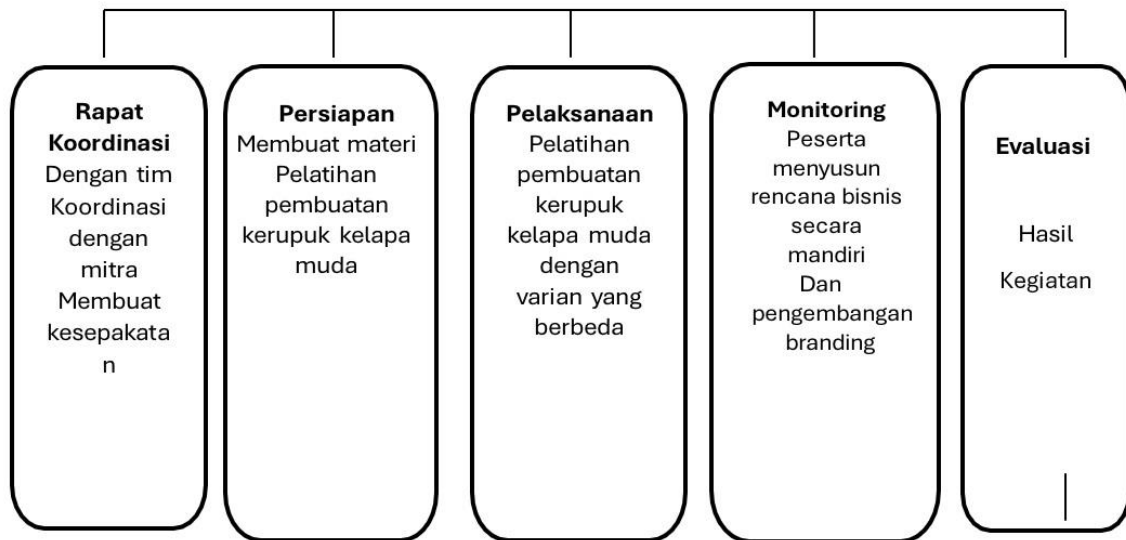 Rapat
Koordinasi
Dengan tim
Koordinasi
dengan
mitra
Membuat
kesepakata
n
Persiapan
Membuat materi
Pelatihan
pembuatan
kerupuk kelapa
muda
Pelaksanaan
Pelatihan
pembuatan
kerupuk
kelapa muda
dengan
varian yang
berbeda
Monitoring
Peserta
menyusun
rencana bisnis
secara
mandiri
Dan
pengembangan
branding
Evaluasi
Hasil
Kegiatan